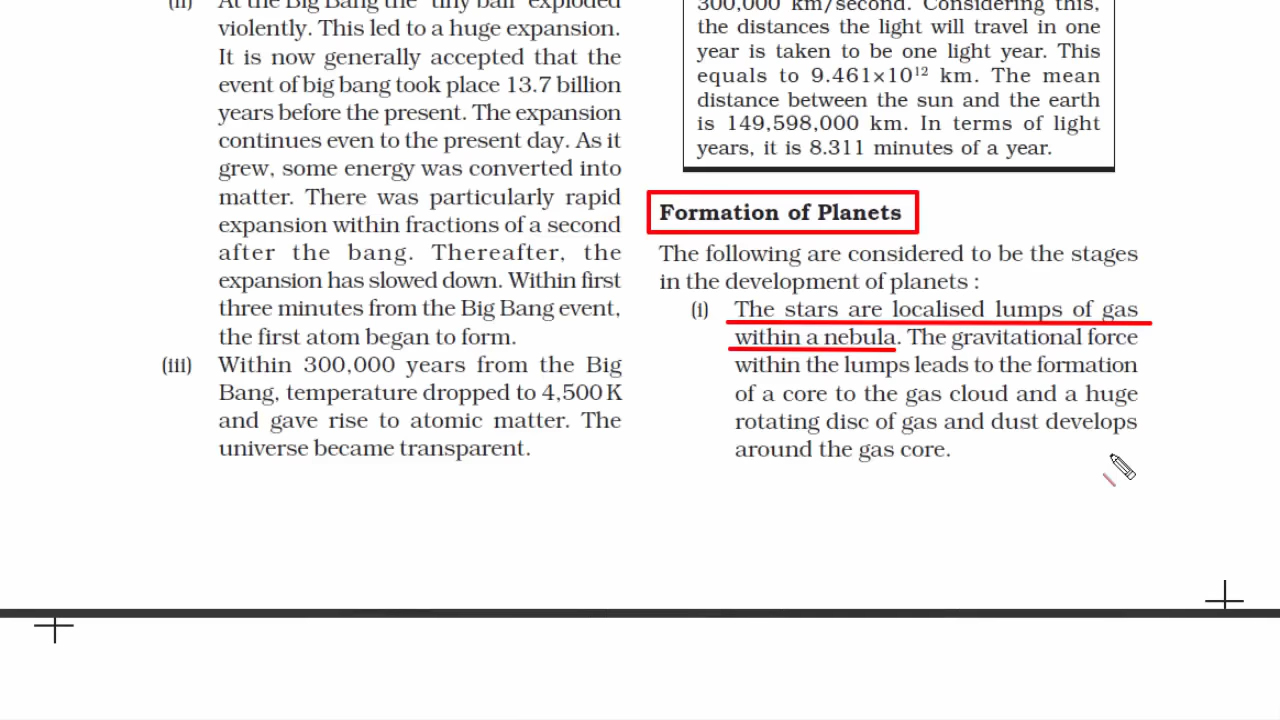 (ii) At the Big Bang the "tiny ball" exploded
violently. This led to a huge expansion.
It is now generally accepted that the
event of big bang took place 13.7 billion
years before the present. The expansion
continues even to the present day. As it
grew, some energy was converted into
matter. There was particularly rapid
expansion within fractions of a second
after the bang. Thereafter, the
expansion has slowed down. Within first
three minutes from the Big Bang event,
the first atom began to form.
(iii) Within 300,000 years from the Big
Bang, temperature dropped to 4,500 K
and gave rise to atomic matter. The
universe became transparent.
300,000 km/second. Considering this,
the distances the light will travel in one
year is taken to be one light year. This
equals to 9.461×10¹² km. The mean
distance between the sun and the earth
is 149,598,000 km. In terms of light
years, it is 8.311 minutes of a year.
Formation of Planets
The following are considered to be the stages
in the development of planets :
(i) The stars are localised lumps of gas
within a nebula. The gravitational force
within the lumps leads to the formation
of a core to the gas cloud and a huge
rotating disc of gas and dust develops
around the gas core.